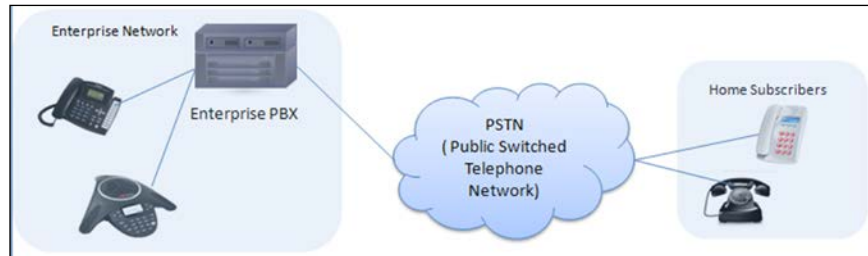 Enterprise Network
Enterprise PBX
PSTN
( Public Switched
Telephone
Network)
Home Subscribers